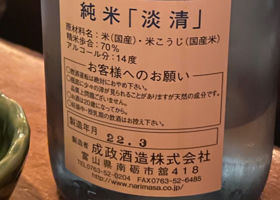 純米「淡清」
原材料名：米(国産)・米こうじ(国産米)
精米歩合：70%
アルコール分：14度
お客様へのお願い
製造年月 22.3
製造者 成政酒造株式会社
富山県南砺市舘418
TEL0763-52-0204 FAX0763-52-6485
www.narimasa.co.jp